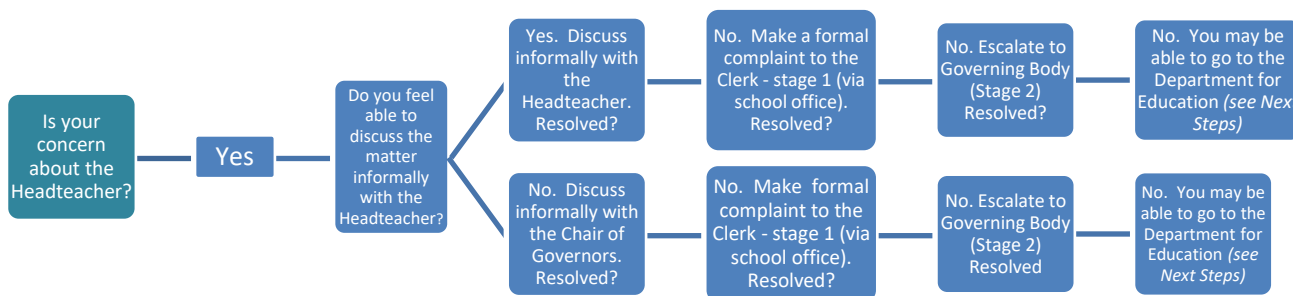 Is your
concern
about the
Headteacher?
Yes
Do you feel
able to
discuss the
matter
informally
with the
Headteacher?
Yes. Discuss
informally with
the
Headteacher.
Resolved?
No. Make a formal
complaint to the
Clerk - stage 1 (via
school office).
Resolved?
No. Escalate to
Governing Body
(Stage 2)
Resolved?
No. You may be
able to go to the
Department for
Education (see Next
Steps)
No. Discuss
informally with
the Chair of
Governors.
Resolved?
No. Make formal
complaint to the
Clerk - stage 1 (via
school office).
Resolved?
No. Escalate to
Governing Body
(Stage 2)
Resolved
No. You may be
able to go to the
Department for
Education (see
Next Steps)